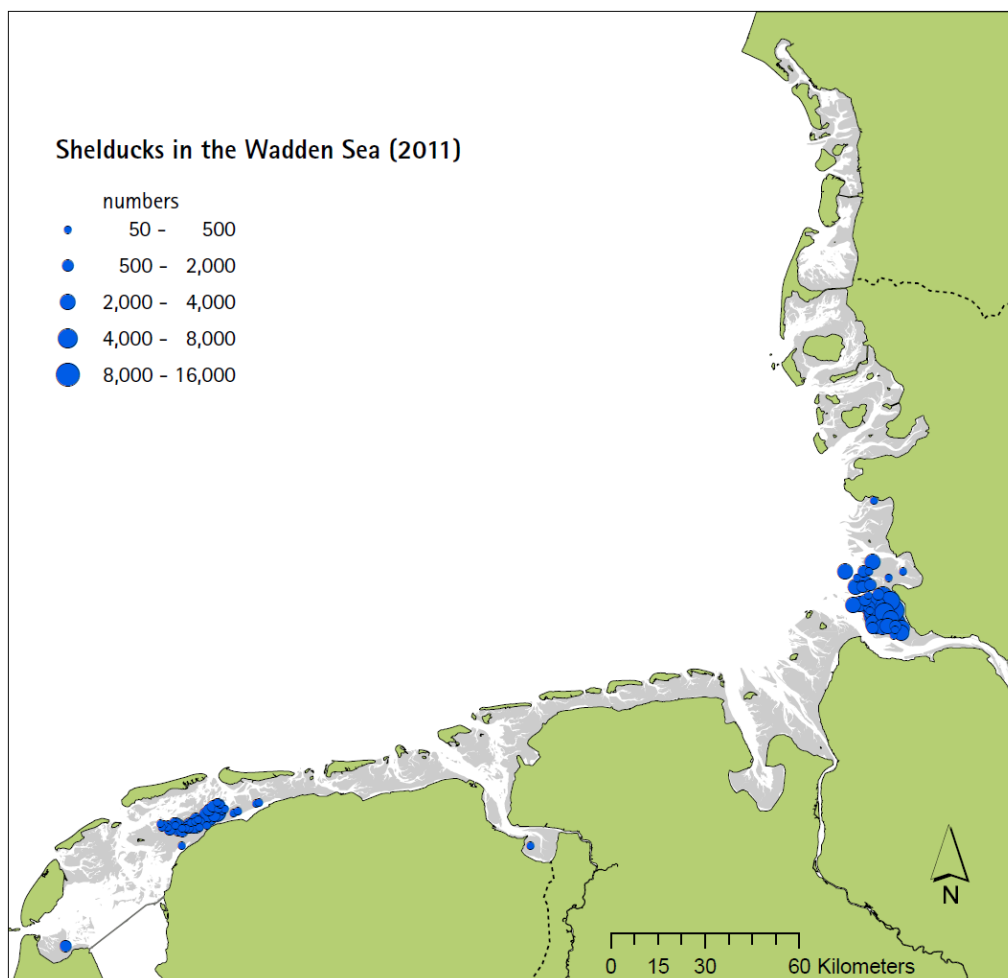 Shelducks in the Wadden Sea (2011)
numbers
50 - 500
500 - 2,000
2,000 - 4,000
4,000 - 8,000
8,000 - 16,000
N
0 15 30 60 Kilometers